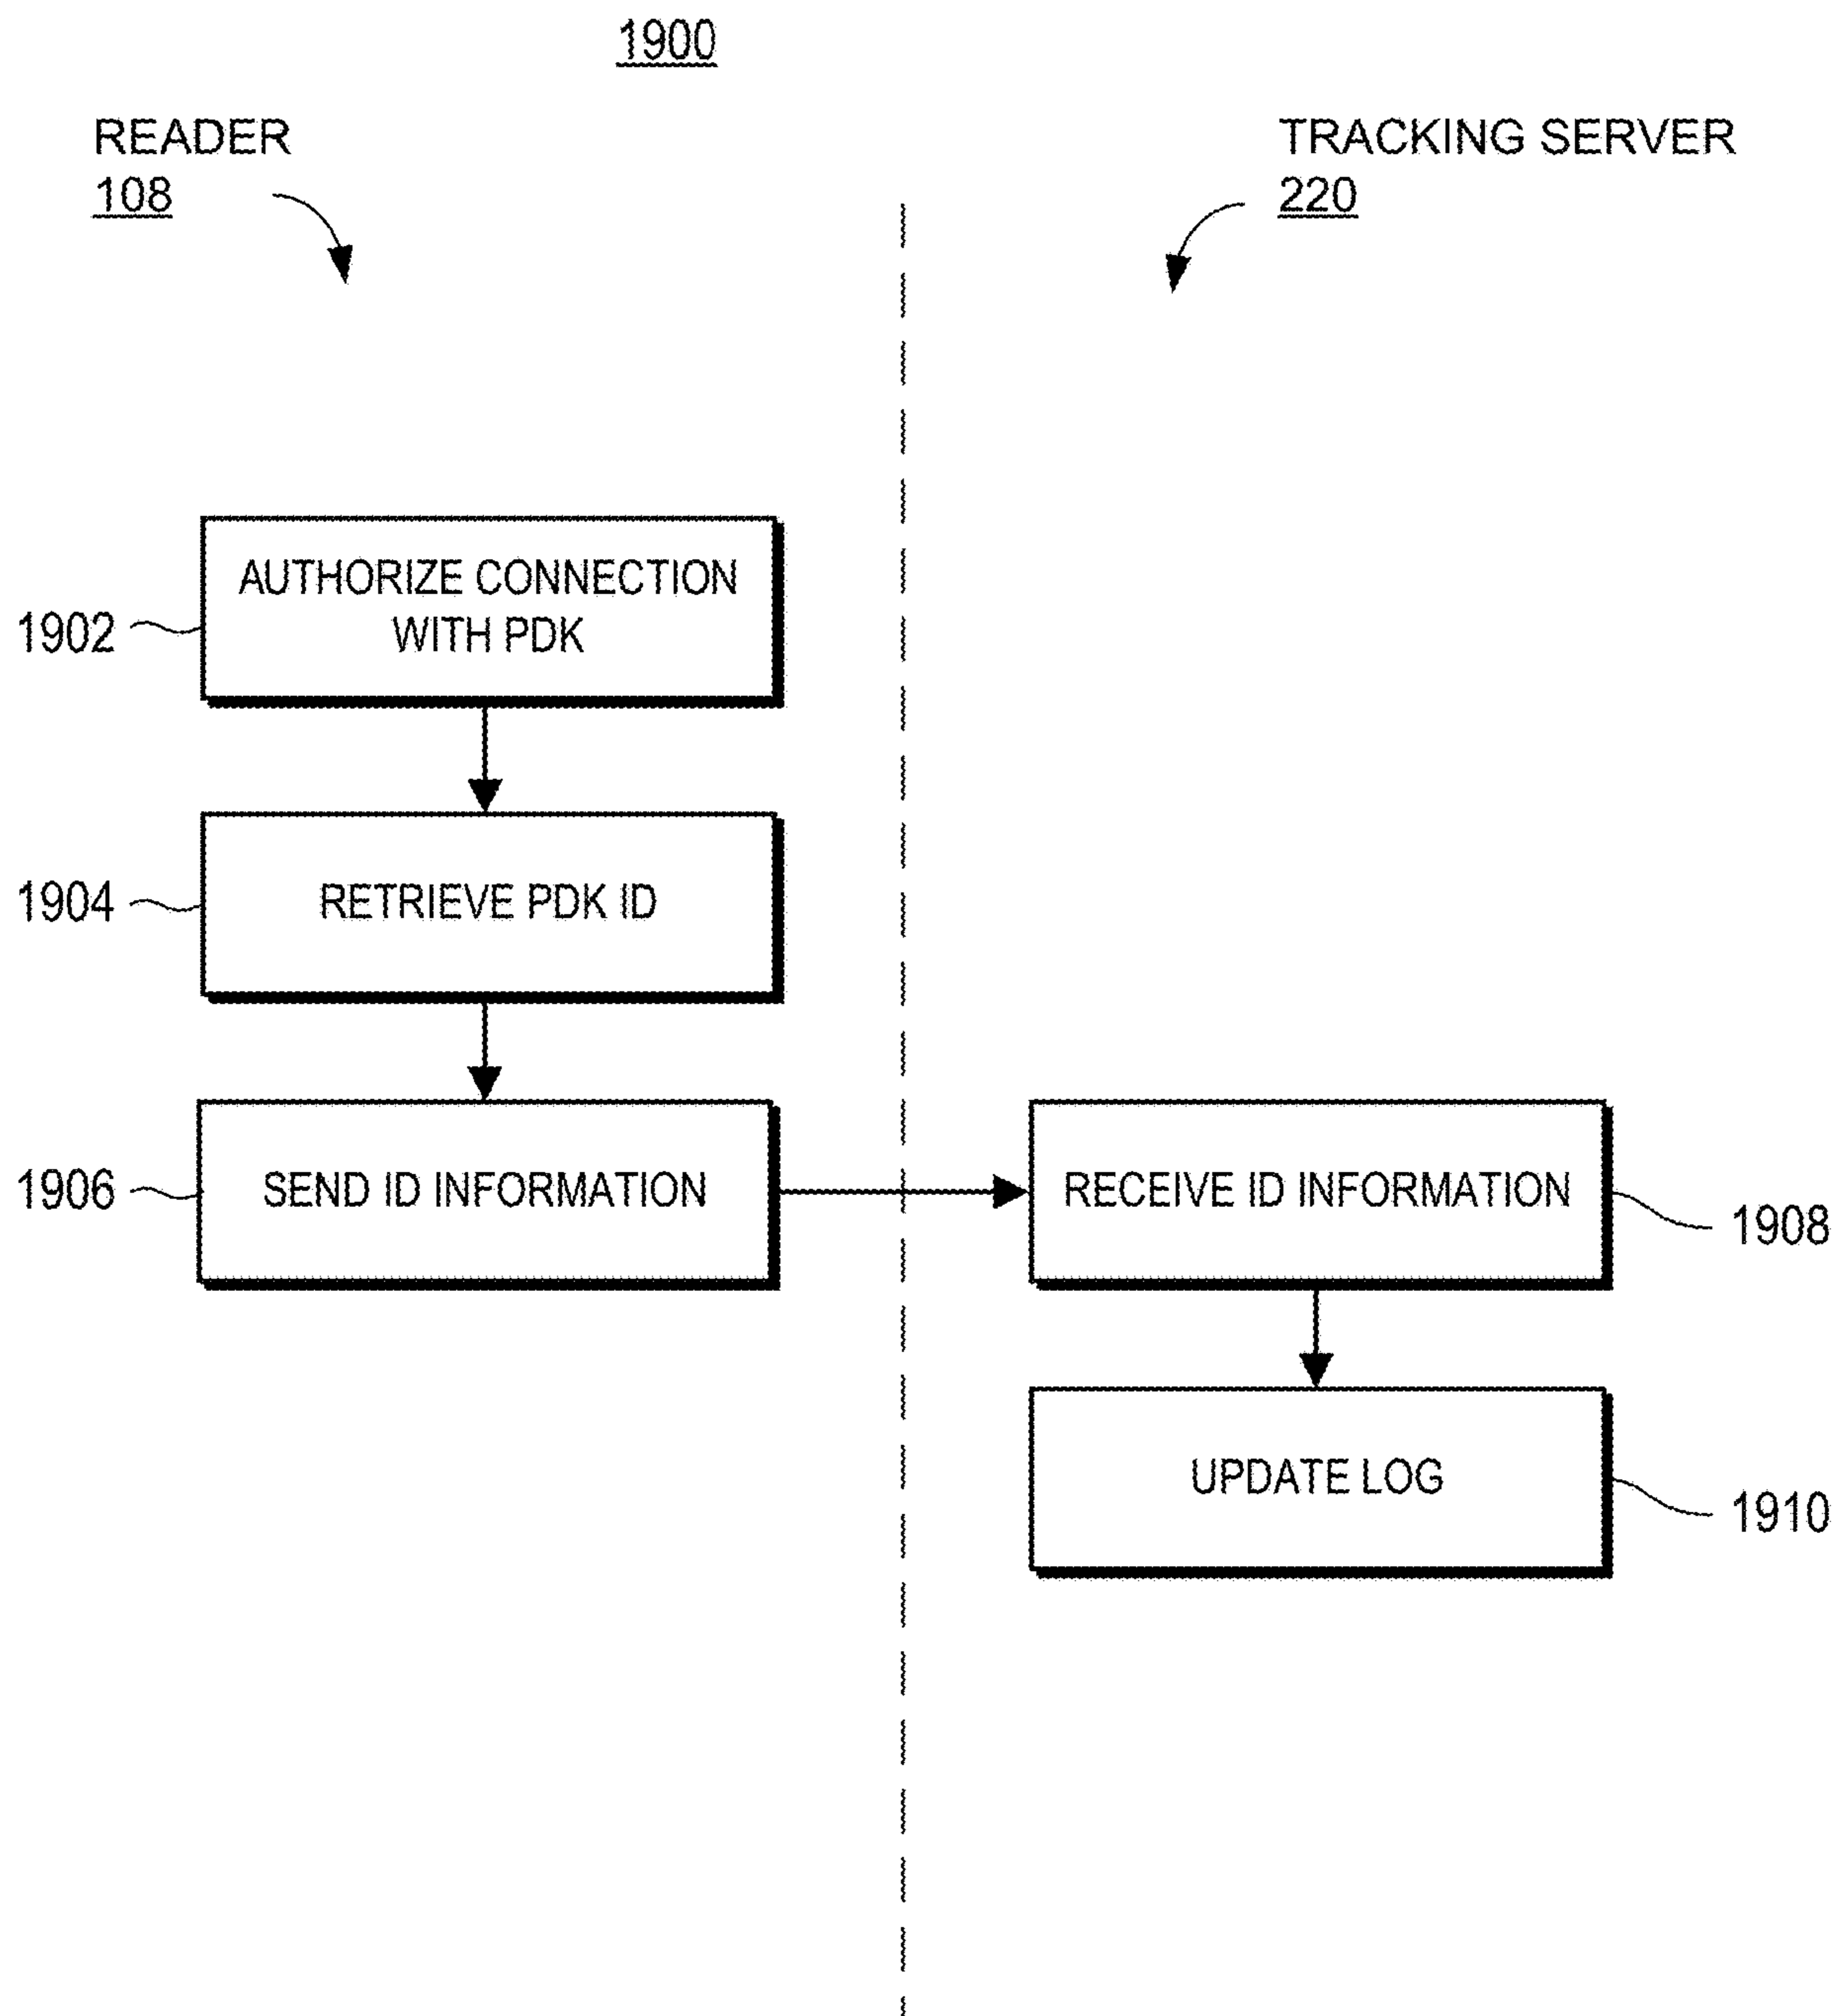 1900
READER
108
TRACKING SERVER
220
AUTHORIZE CONNECTION
WITH PDK
1902
RETRIEVE PDK ID
1904
SEND ID INFORMATION
1906
RECEIVE ID INFORMATION
1908
UPDATE LOG
1910